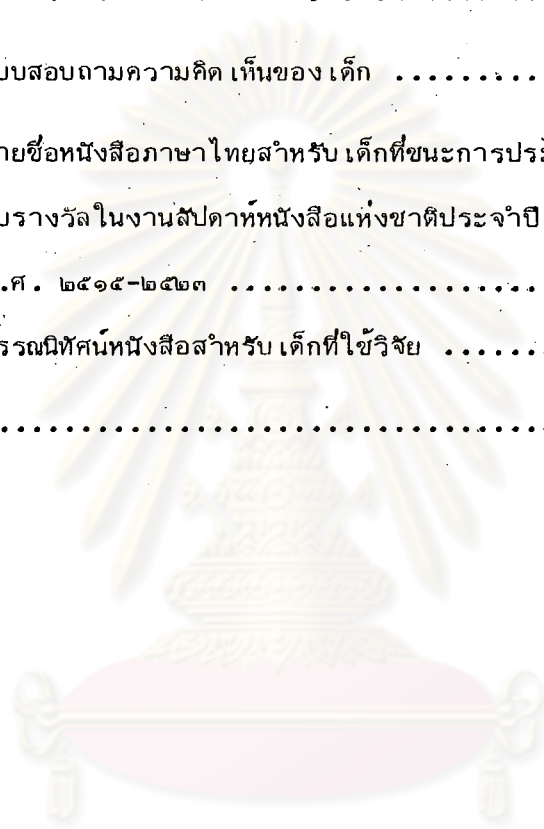 บบสอบถามความคิดเห็นของเด็ก ..........
ายชื่อหนังสือภาษาไทยสำหรับเด็กที่ชนะการประ
บรางวัลในงานสัปดาห์หนังสือแห่งชาติประจำปี
.ศ. ๒๕๑๕-๒๕๒๓ ....................
รรณนิทัศน์หนังสือสำหรับเด็กที่ใช้วิจัย .......
..................................